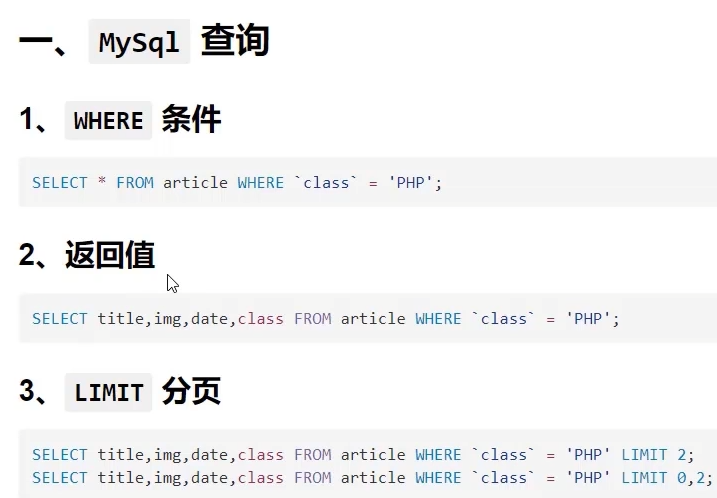 一、 MySql 查询
1、 WHERE 条件
SELECT * FROM article WHERE `class` = 'PHP';
2、返回值
SELECT title,img,date,class FROM article WHERE `class` = 'PHP';
3、 LIMIT 分页
SELECT title,img,date,class FROM article WHERE `class` = 'PHP' LIMIT 2;
SELECT title,img,date,class FROM article WHERE `class` = 'PHP' LIMIT 0,2;